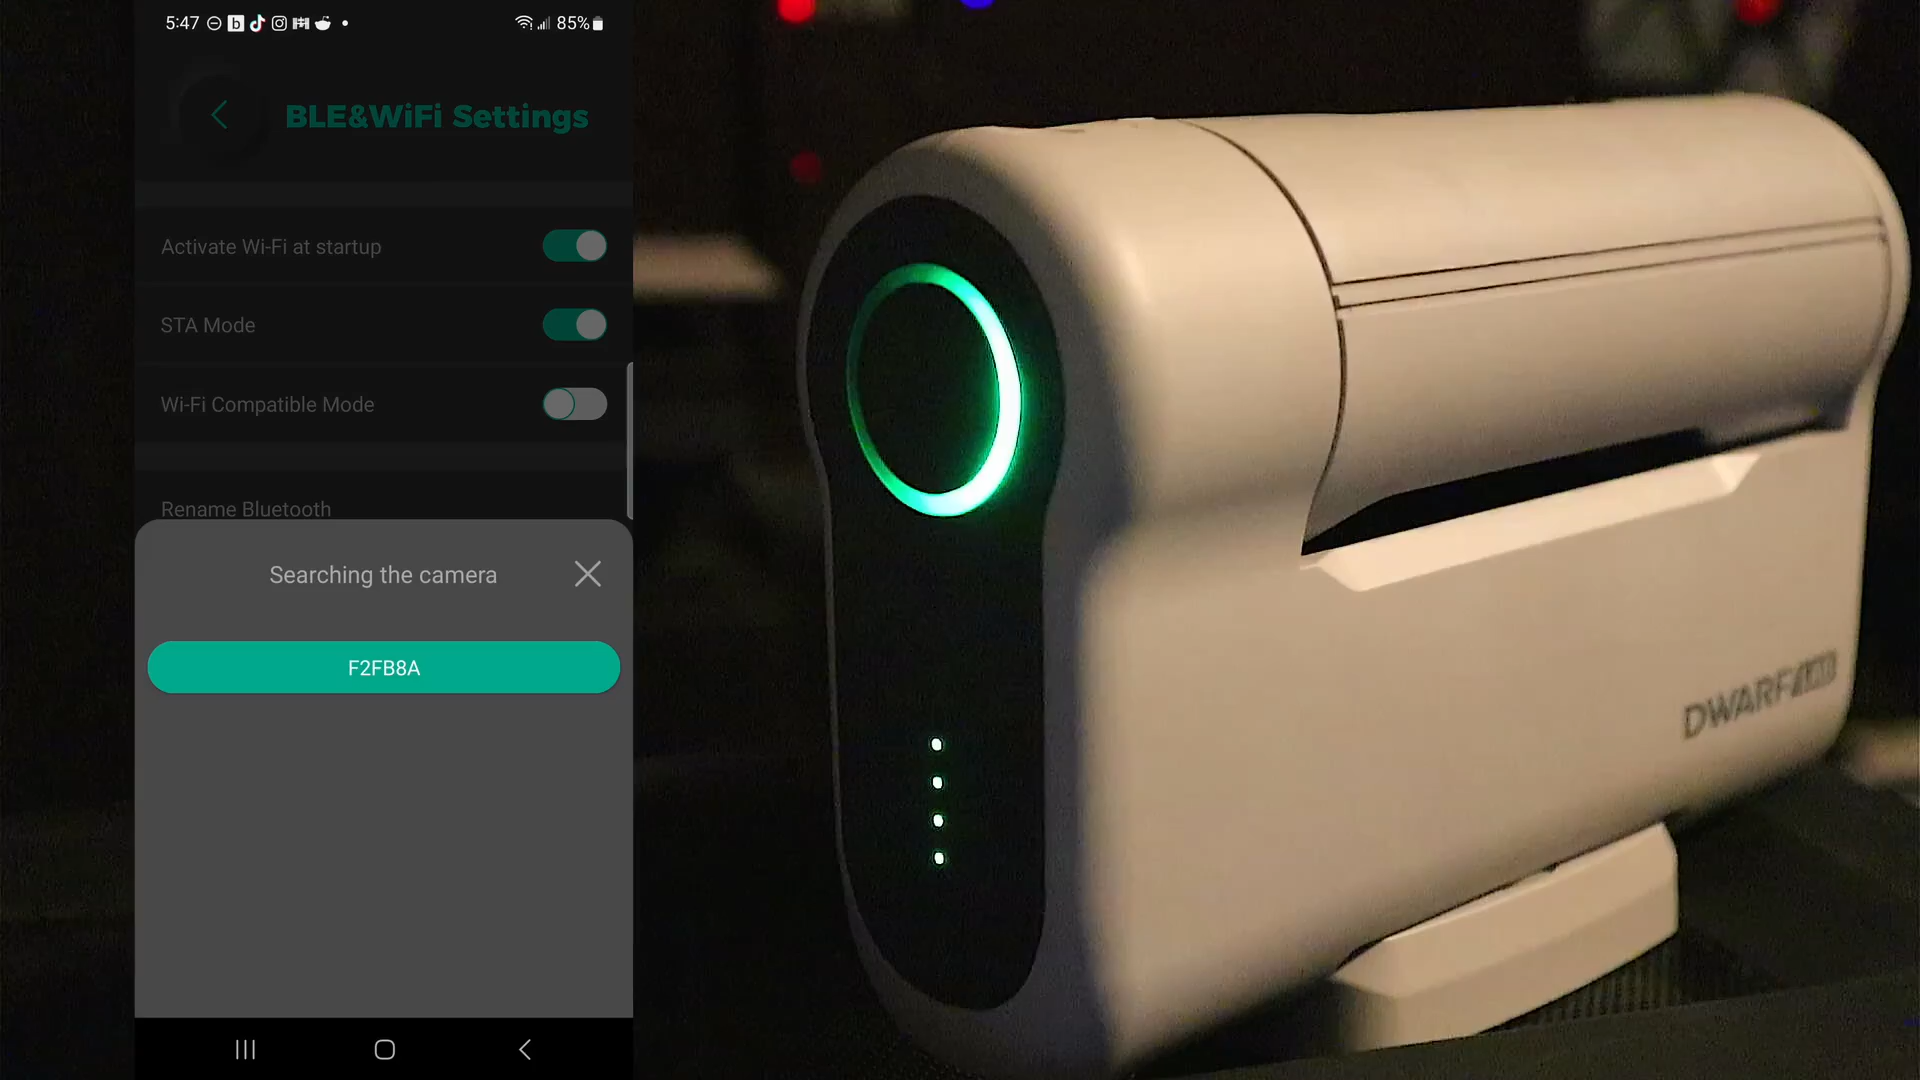 5:47
85%
BLE&WiFi Settings
Activate Wi-Fi at startup
STA Mode
Wi-Fi Compatible Mode
Rename Bluetooth
Searching the camera
F2FB8A
DWARFLAB